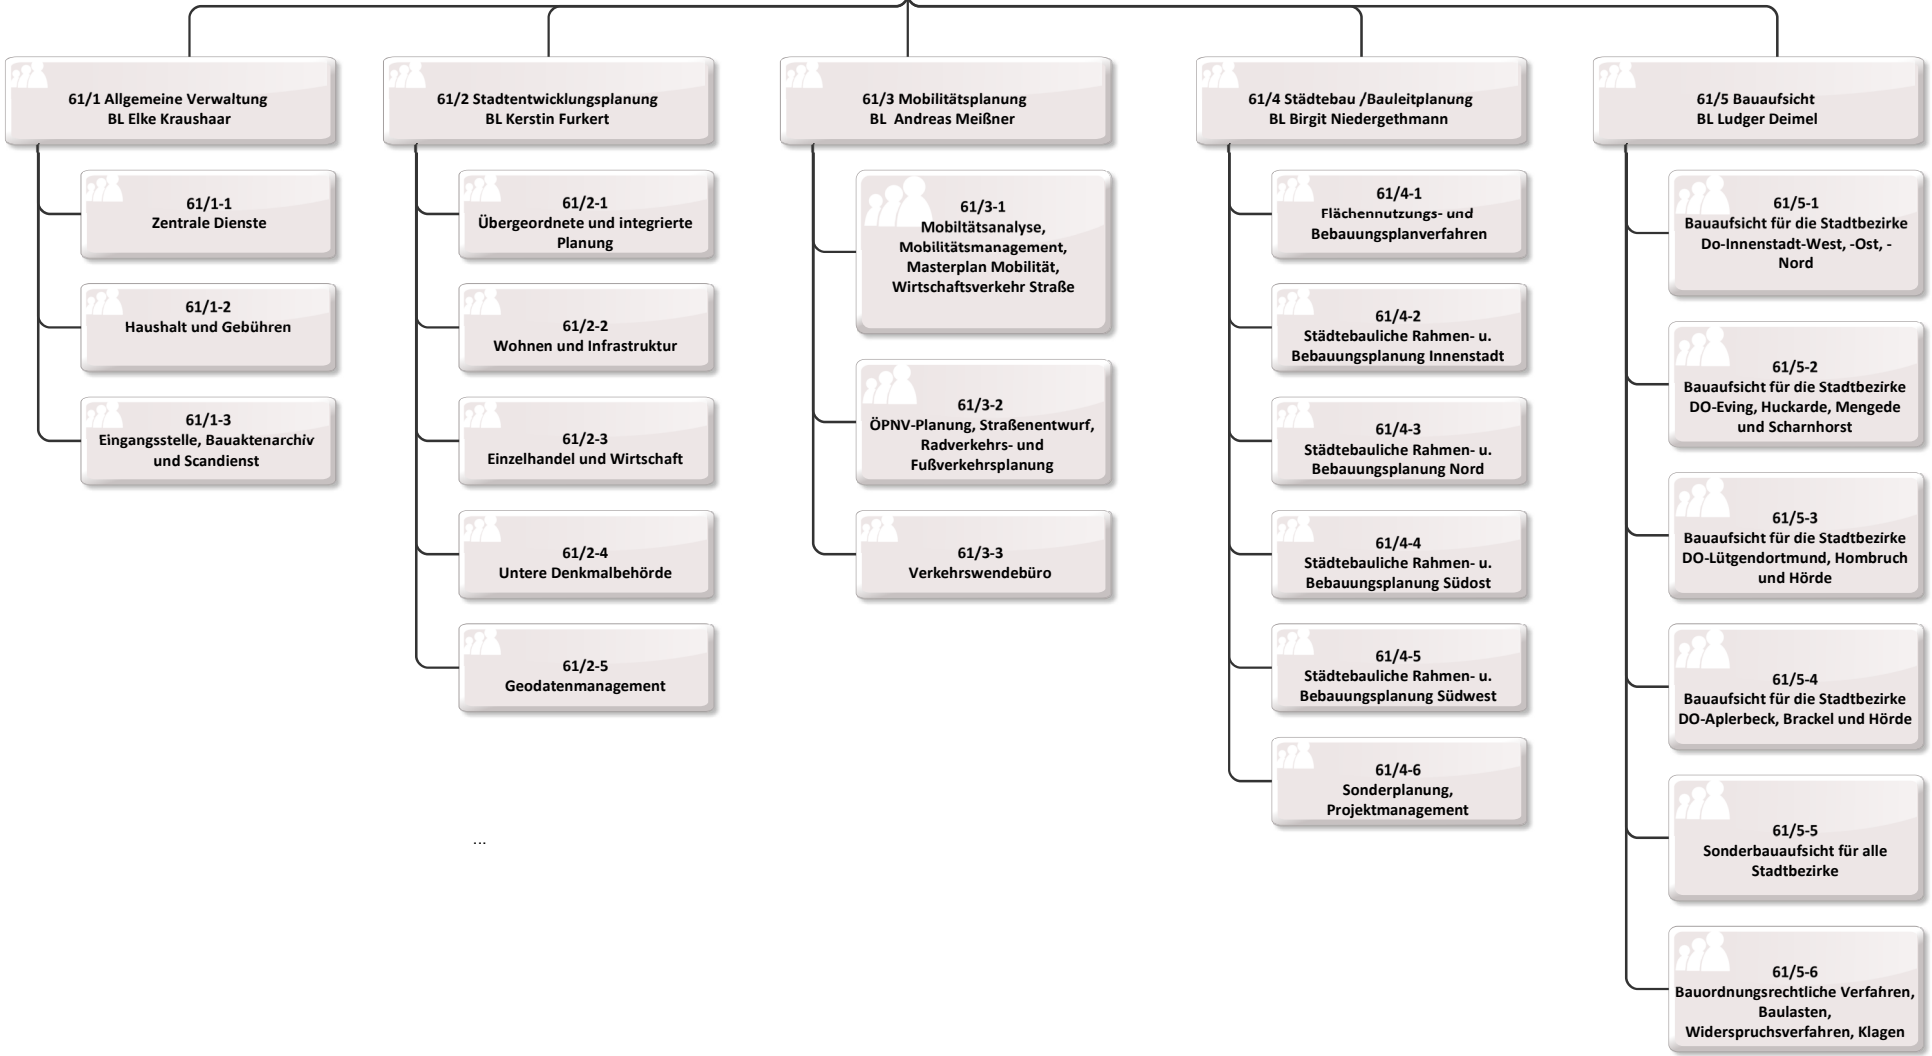 61/1 Allgemeine Verwaltung
BL Elke Kraushaar
61/1-1
Zentrale Dienste
61/1-2
Haushalt und Gebühren
61/1-3
Eingangsstelle, Bauaktenarchiv
und Scandienst
61/2 Stadtentwicklungsplanung
BL Kerstin Furkert
61/2-1
Übergeordnete und integrierte
Planung
61/2-2
Wohnen und Infrastruktur
61/2-3
Einzelhandel und Wirtschaft
61/2-4
Untere Denkmalbehörde
61/2-5
Geodatenmanagement
...
61/3 Mobilitätsplanung
BL Andreas Meißner
61/3-1
Mobiltätsanalyse,
Mobilitätsmanagement,
Masterplan Mobilität,
Wirtschaftsverkehr Straße
61/3-2
ÖPNV-Planung, Straßenentwurf,
Radverkehrs- und
Fußverkehrsplanung
61/3-3
Verkehrswendebüro
61/4 Städtebau /Bauleitplanung
BL Birgit Niedergethmann
61/4-1
Flächennutzungs- und
Bebauungsplanverfahren
61/4-2
Städtebauliche Rahmen- u.
Bebauungsplanung Innenstadt
61/4-3
Städtebauliche Rahmen- u.
Bebauungsplanung Nord
61/4-4
Städtebauliche Rahmen- u.
Bebauungsplanung Südost
61/4-5
Städtebauliche Rahmen- u.
Bebauungsplanung Südwest
61/4-6
Sonderplanung,
Projektmanagement
61/5 Bauaufsicht
BL Ludger Deimel
61/5-1
Bauaufsicht für die Stadtbezirke
Do-Innenstadt-West, -Ost, -
Nord
61/5-2
Bauaufsicht für die Stadtbezirke
DO-Eving, Huckarde, Mengede
und Scharnhorst
61/5-3
Bauaufsicht für die Stadtbezirke
DO-Lütgendortmund, Hombruch
und Hörde
61/5-4
Bauaufsicht für die Stadtbezirke
DO-Aplerbeck, Brackel und Hörde
61/5-5
Sonderbauaufsicht für alle
Stadtbezirke
61/5-6
Bauordnungsrechtliche Verfahren,
Baulasten,
Widerspruchsverfahren, Klagen